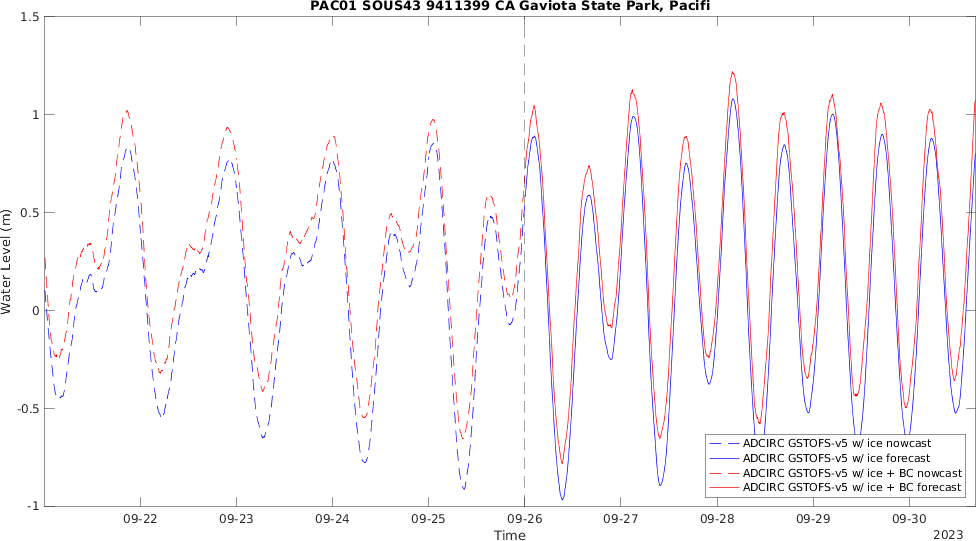 PAC01 SOUS43 9411399 CA Gaviota State Park, Pacifi
Water Level (m)
1.5
1
0.5
0
-0.5
-1
09-22 09-23 09-24 09-25 09-26 09-27 09-28 09-29 09-30
Time
2023
ADCIRC GSTOFS-v5 w/ ice nowcast
ADCIRC GSTOFS-v5 w/ ice forecast
ADCIRC GSTOFS-v5 w/ ice + BC nowcast
ADCIRC GSTOFS-v5 w/ ice + BC forecast